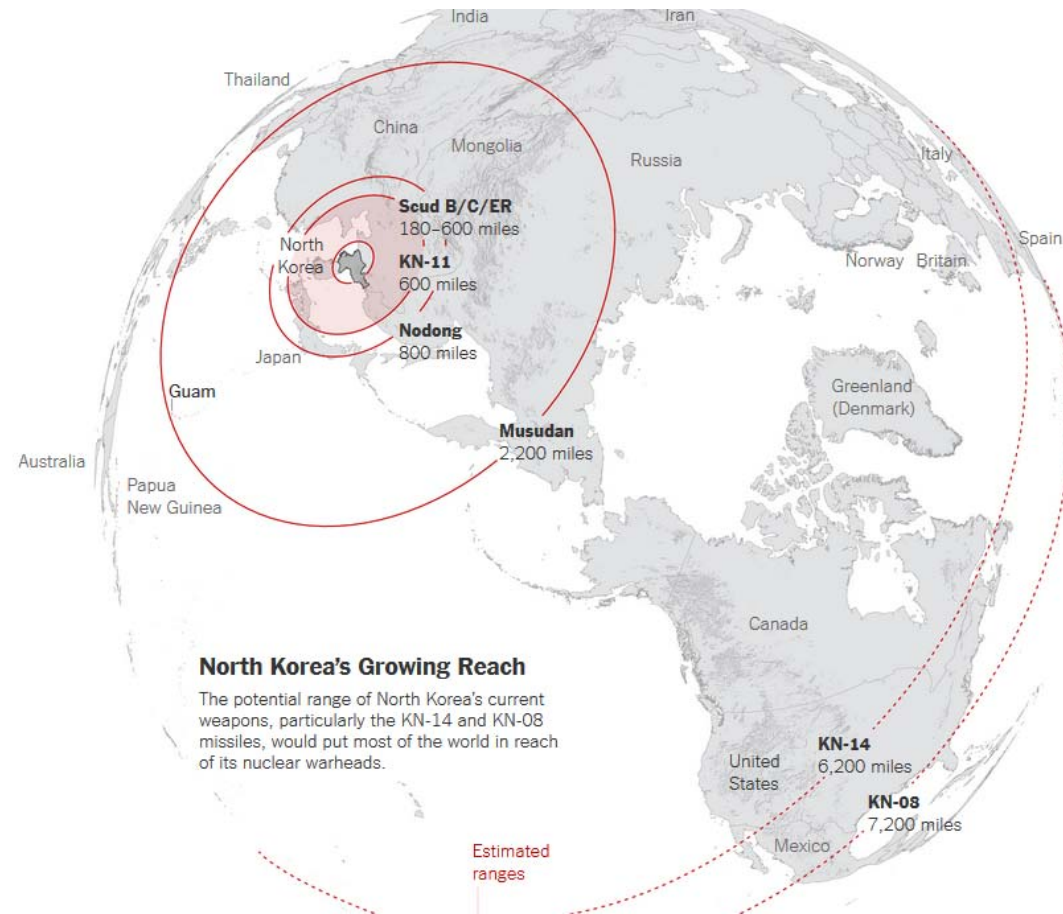 India
Iran
Thailand
China
Mongolia
Russia
Italy
Scud B/C/ER
180–600 miles
North
Korea
KN-11
600 miles
Spain
Norway
Britain
Nodong
800 miles
Japan
Guam
Greenland
(Denmark)
Musudan
2,200 miles
Australia
Papua
New Guinea
Canada
North Korea's Growing Reach
The potential range of North Korea's current
weapons, particularly the KN-14 and KN-08
missiles, would put most of the world in reach
of its nuclear warheads.
KN-14
6,200 miles
United
States
KN-08
7,200 miles
Mexico
Estimated
ranges